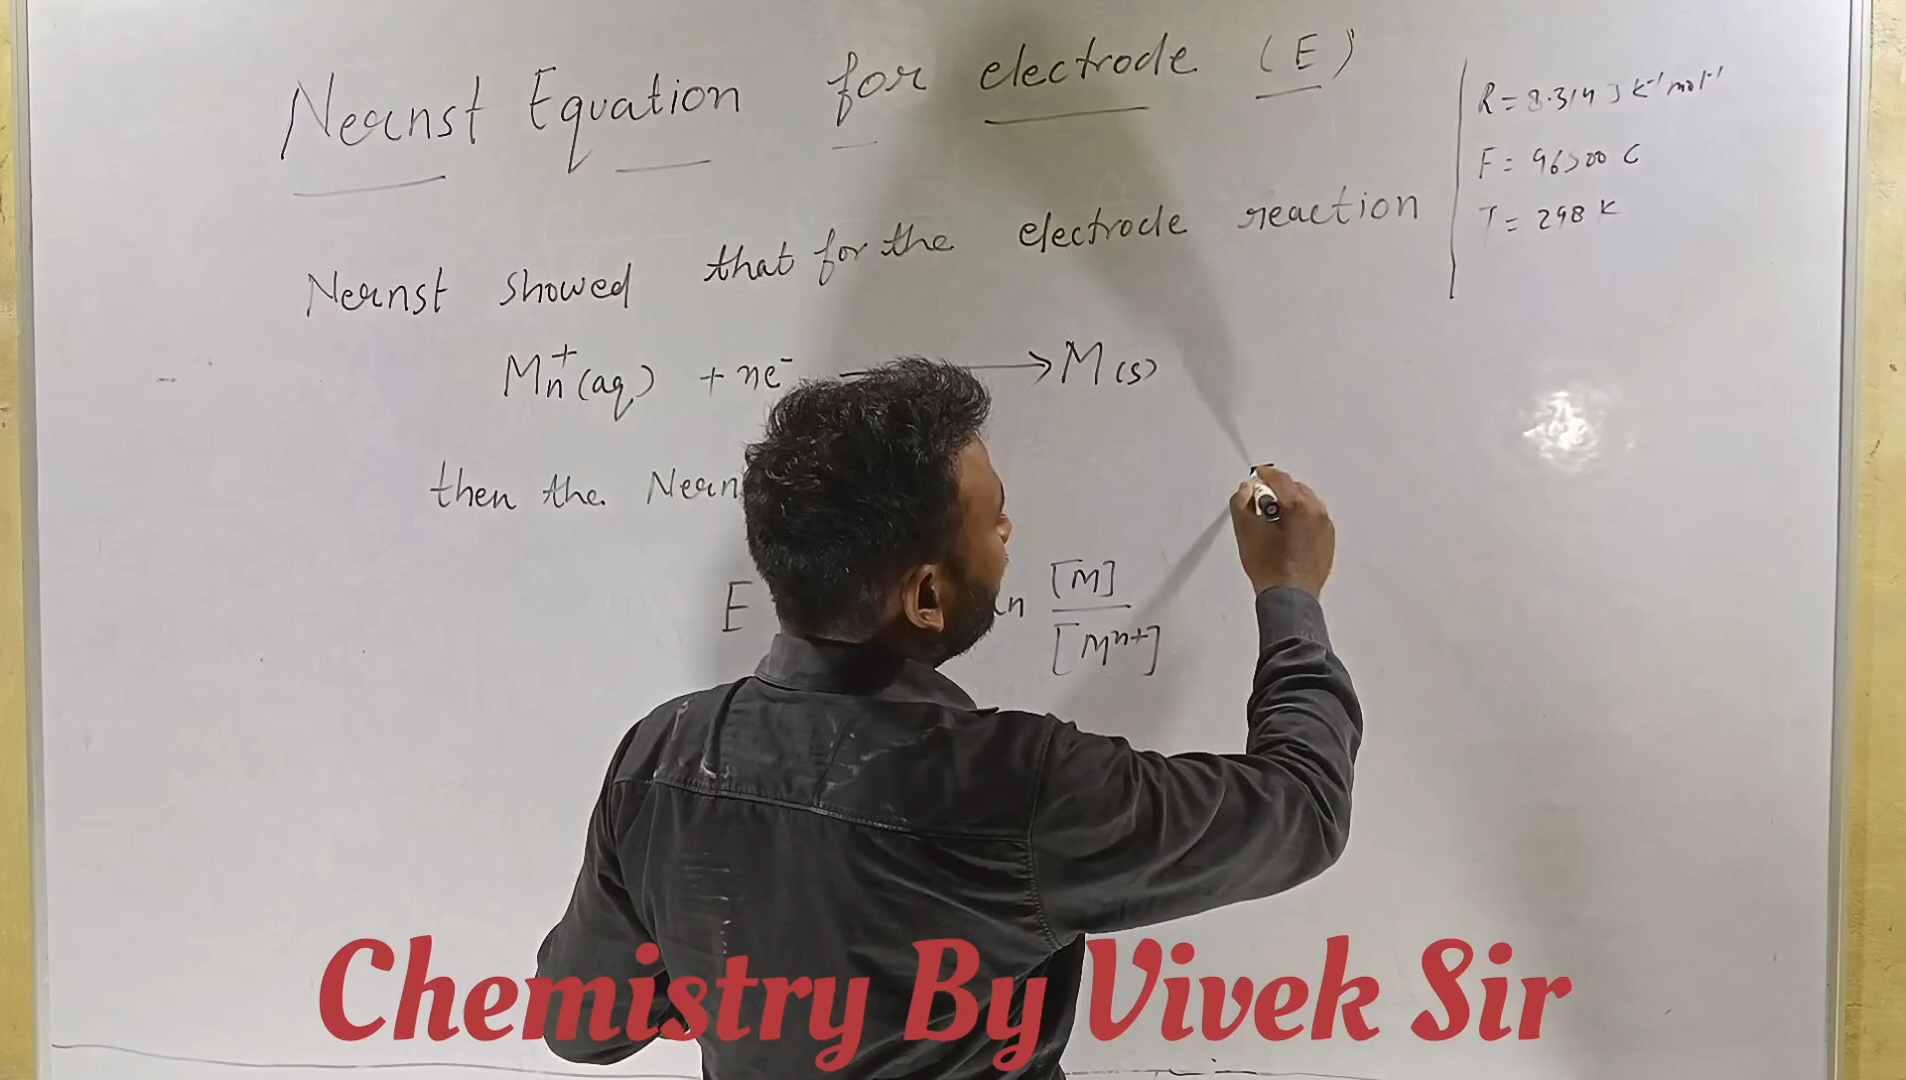 Nernst Equation for electrode (E)
R = 8.314 J K⁻¹ mol⁻¹
F = 96500 C
T = 298 K
Nernst showed that for the electrode reaction
Mn⁺(aq) + ne⁻ → M(s)
then the Nern
E n [M] / [Mⁿ⁺]
Chemistry By Vivek Sir